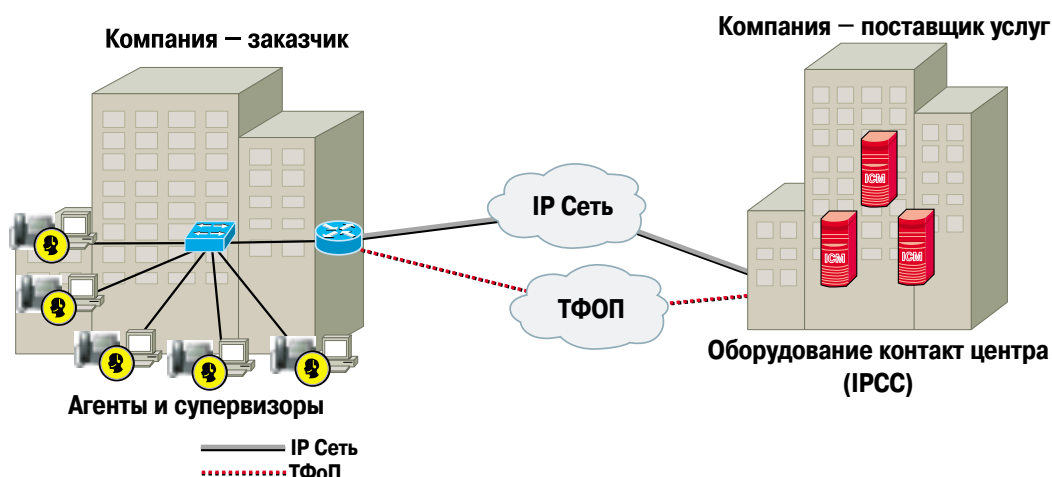 Компания – заказчик
Компания – поставщик услуг
ICM
ICM
ICM
IP Сеть
ТФОП
Оборудование контакт центра
(IPCC)
Агенты и супервизоры
IP Сеть
ТФоП